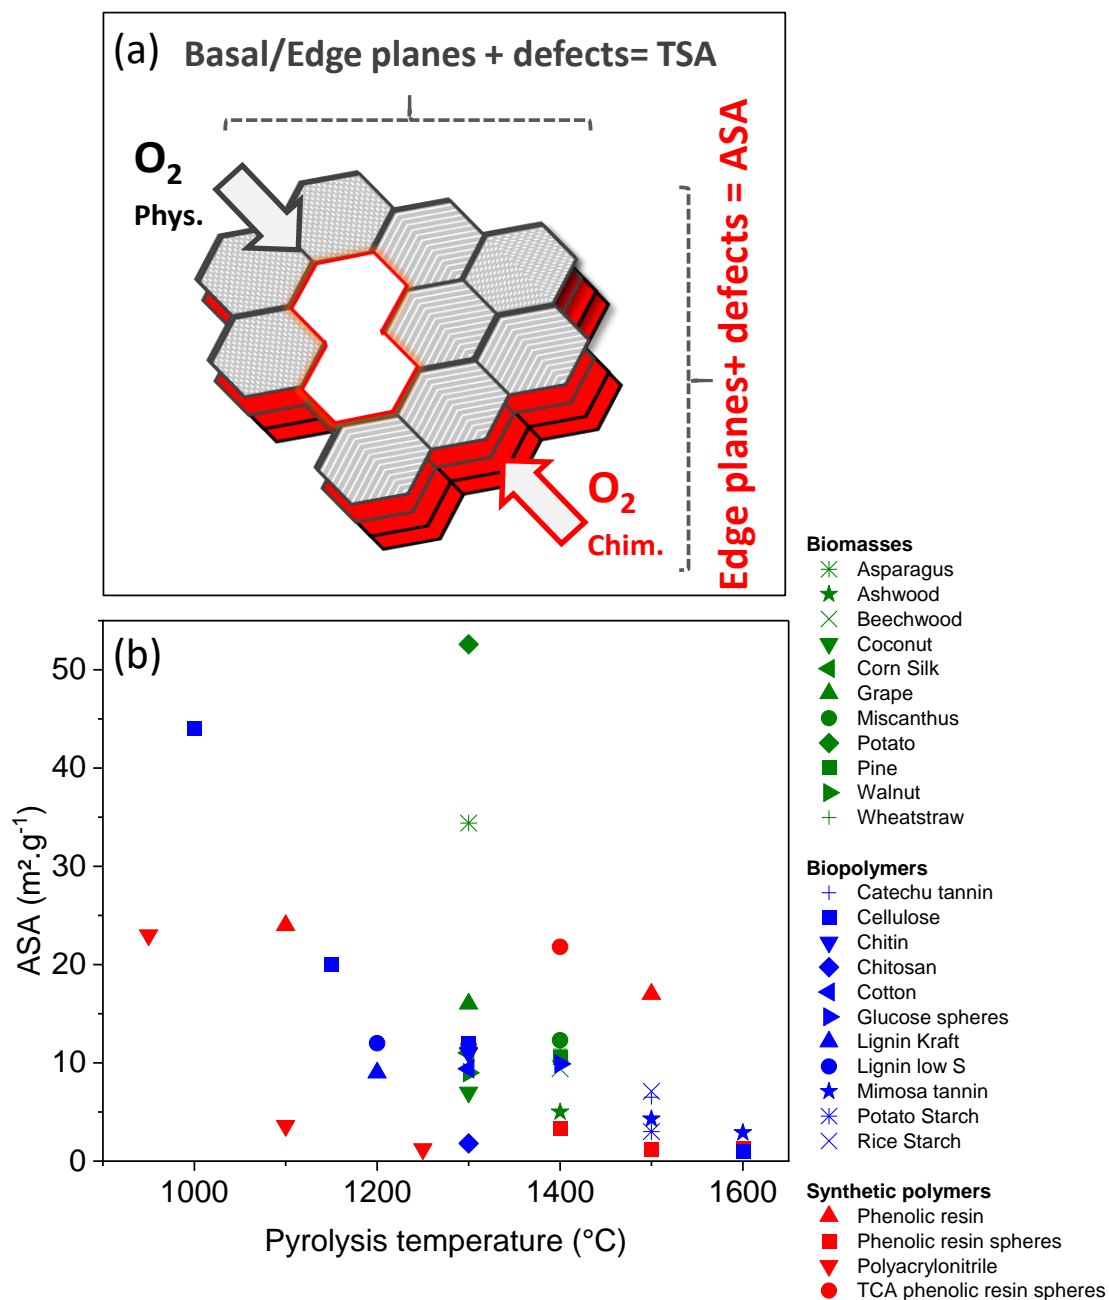 (a) Basal/Edge planes + defects= TSA
O2
Phys.
Edge planes+ defects = ASA
O2
Chim.
(b)
50
40
30
20
10
0
ASA (m².g-1)
1000 1200 1400 1600
Pyrolysis temperature (°C)
Biomasses
Asparagus
Ashwood
Beechwood
Coconut
Corn Silk
Grape
Miscanthus
Potato
Pine
Walnut
Wheatstraw
Biopolymers
Catechu tannin
Cellulose
Chitin
Chitosan
Cotton
Glucose spheres
Lignin Kraft
Lignin low S
Mimosa tannin
Potato Starch
Rice Starch
Synthetic polymers
Phenolic resin
Phenolic resin spheres
Polyacrylonitrile
TCA phenolic resin spheres